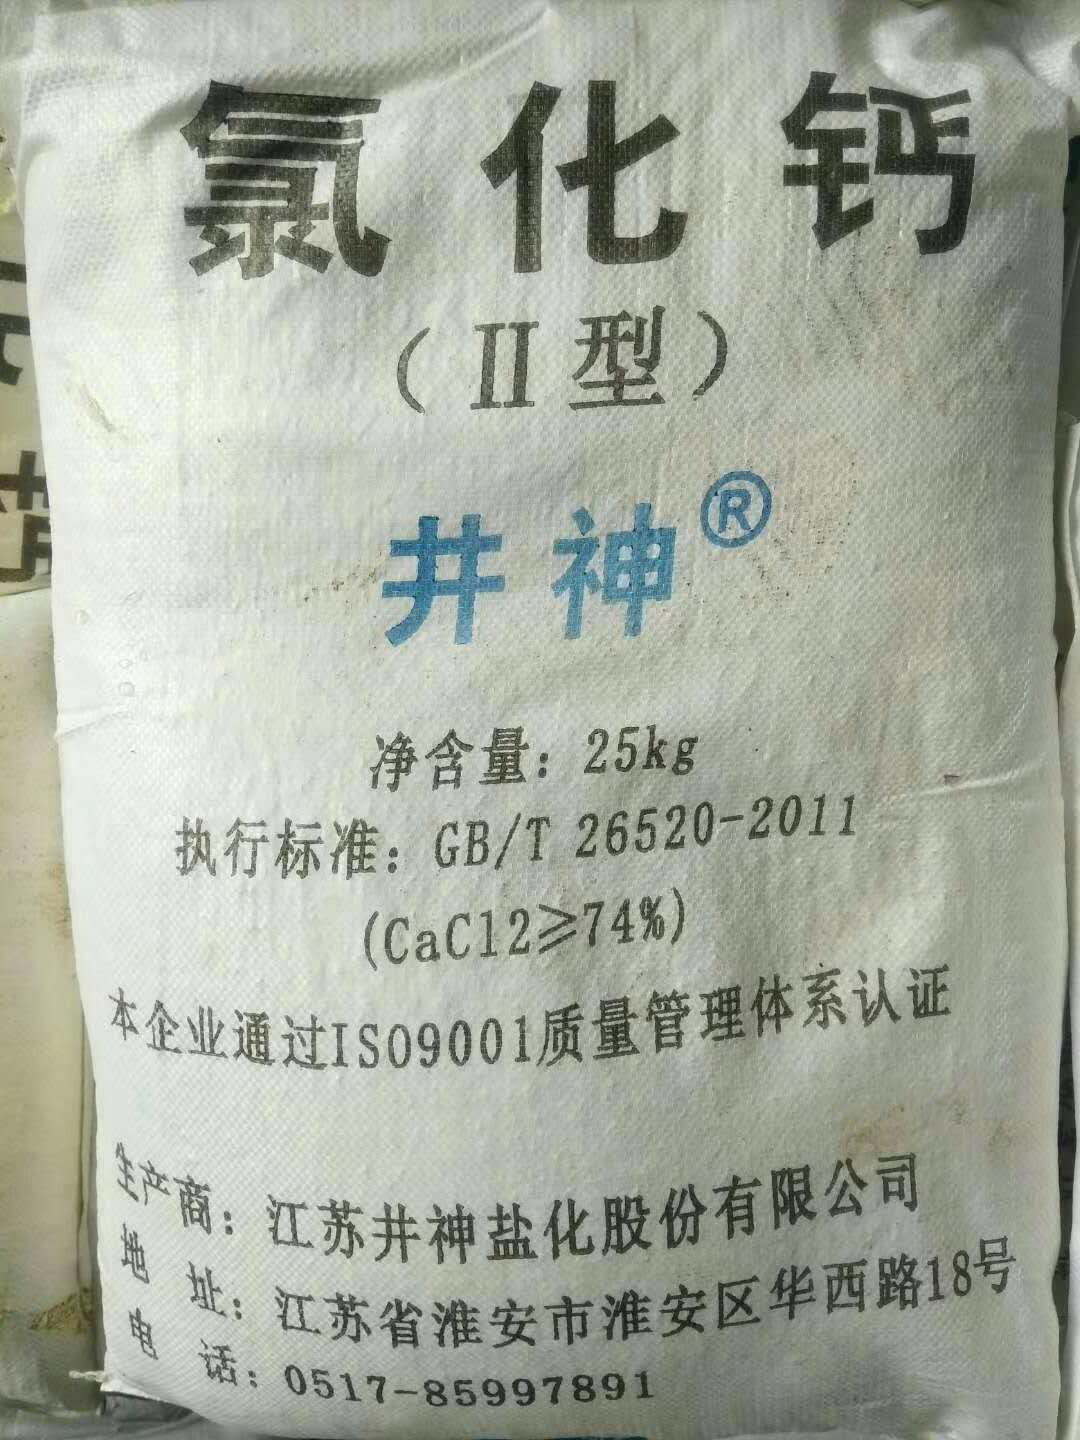 氯化钙
（II型）
井神®
净含量：25kg
执行标准：GB/T 26520-2011
(CaCl2≥74%)
本企业通过ISO9001质量管理体系认证
生产商：江苏井神盐化股份有限公司
地 址：江苏省淮安市淮安区华西路18号
电 话：0517-85997891